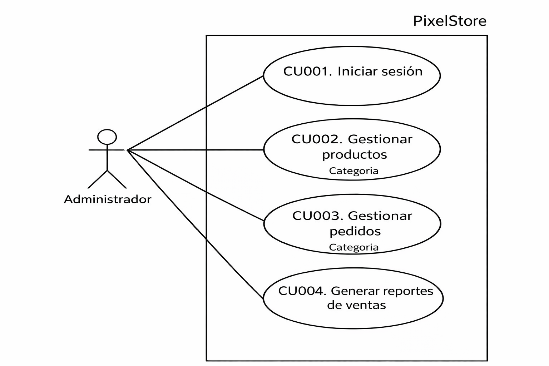 PixelStore
CU001. Iniciar sesión
CU002. Gestionar
productos
Categoria
Administrador
CU003. Gestionar
pedidos
Categoria
CU004. Generar reportes
de ventas